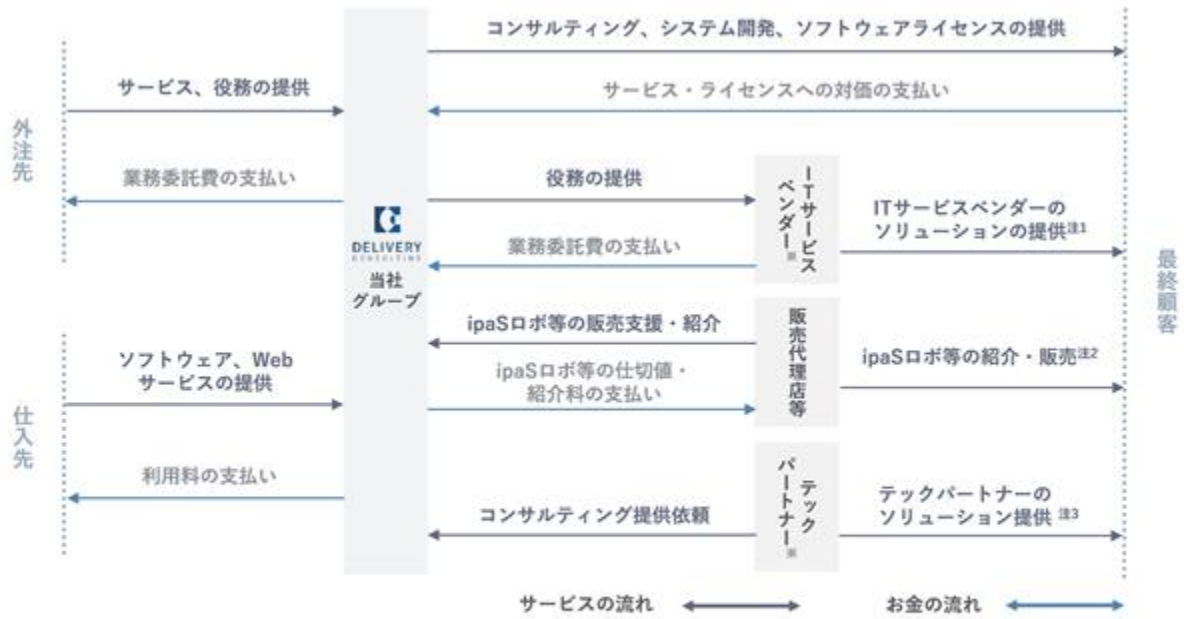 コンサルティング、システム開発、ソフトウェアライセンスの提供
サービス、役務の提供
サービス・ライセンスへの対価の支払い
外注先
業務委託費の支払い
役務の提供
ITサービス
ベンダー※
ITサービスベンダーの
ソリューションの提供注1
DELIVERY
CONSULTING
当社
グループ
業務委託費の支払い
最終顧客
ipaSロボ等の販売支援・紹介
販売代理店等
ソフトウェア、Web
サービスの提供
ipaSロボ等の仕切値・
紹介料の支払い
ipaSロボ等の紹介・販売注2
仕入先
利用料の支払い
コンサルティング提供依頼
テック
パートナー※
テックパートナーの
ソリューション提供 注3
サービスの流れ
お金の流れ